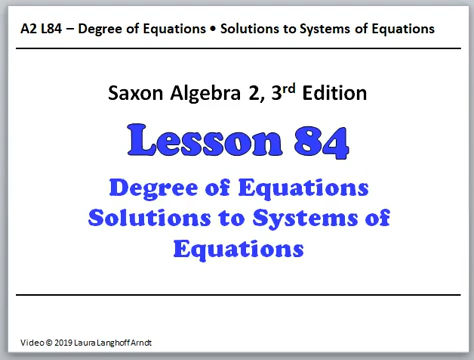 A2 L84 – Degree of Equations • Solutions to Systems of Equations
Saxon Algebra 2, 3rd Edition
Lesson 84
Degree of Equations
Solutions to Systems of
Equations
Video © 2019 Laura Langhoff Arndt